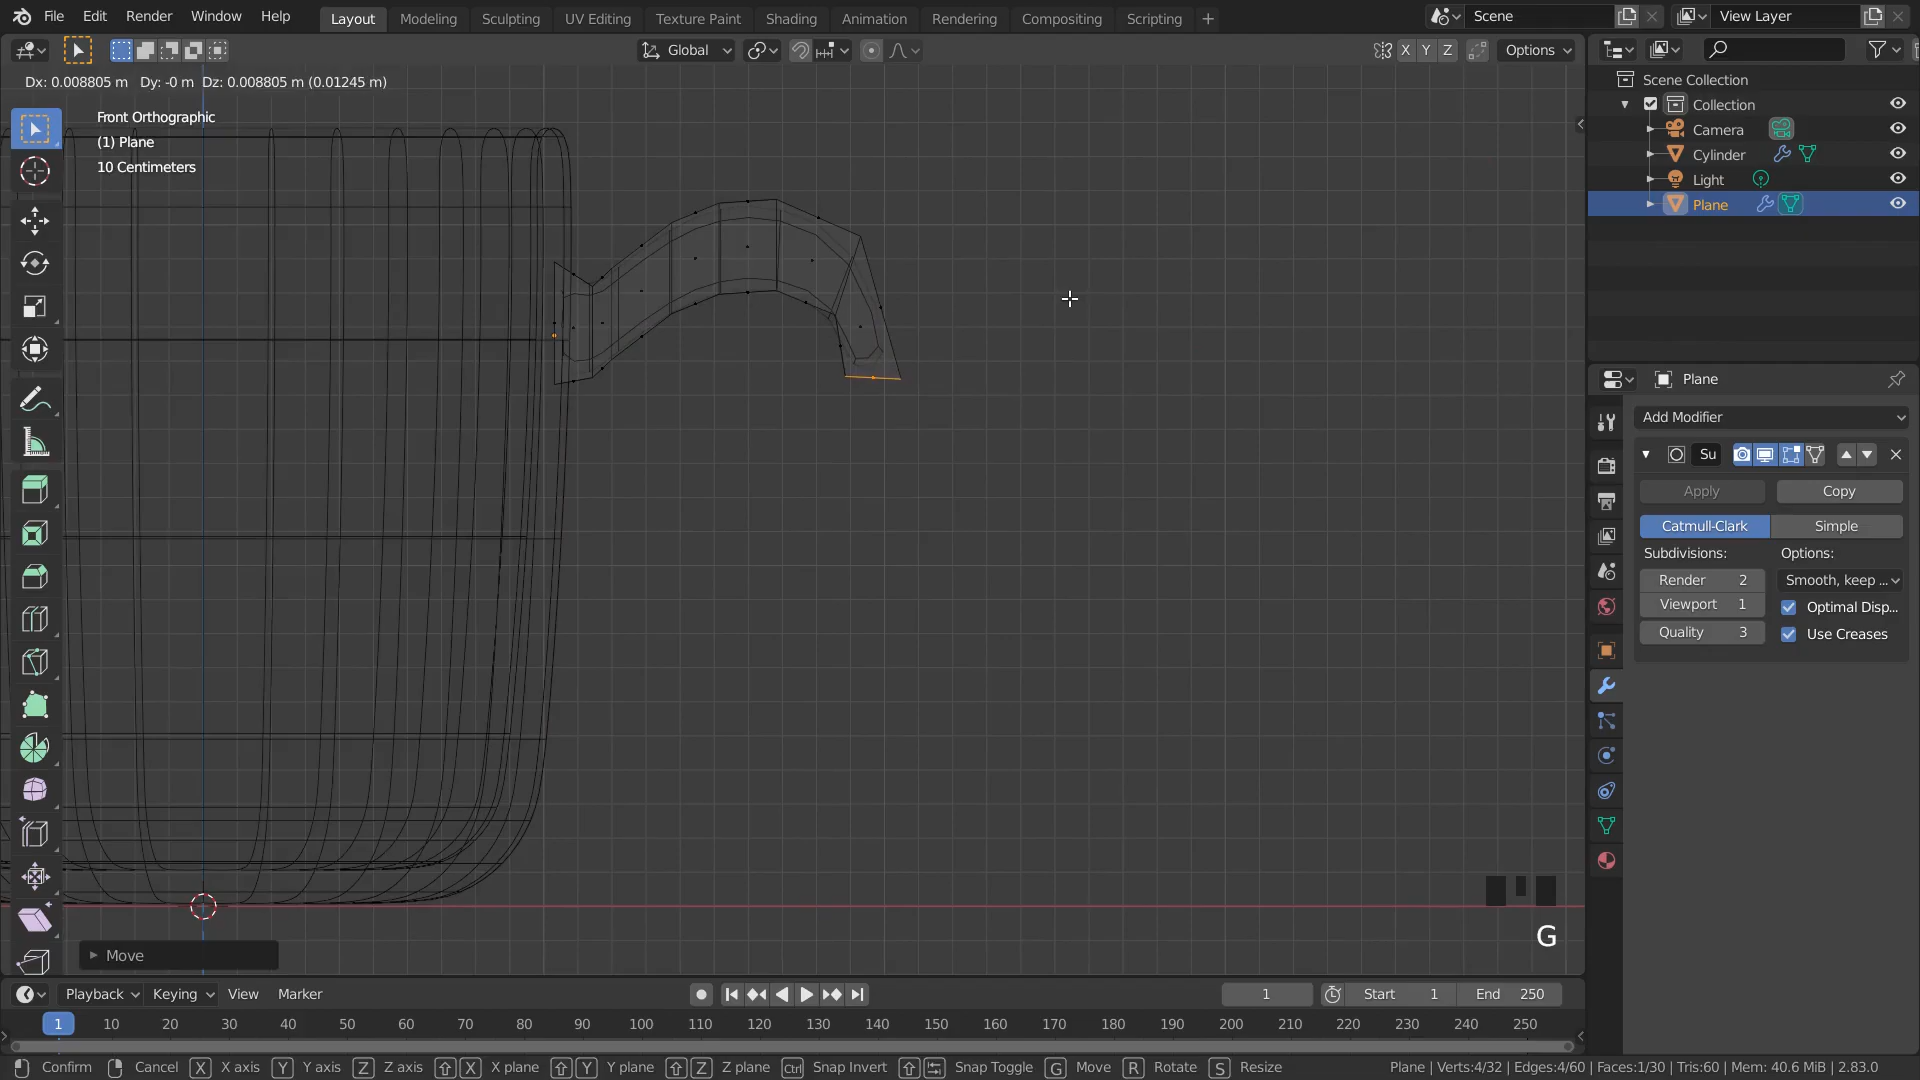 File Edit Render Window Help Layout Modeling Sculpting UV Editing Texture Paint Shading Animation Rendering Compositing Scripting + Scene View Layer
Global X Y Z Options
Dx: 0.008805 m Dy: -0 m Dz: 0.008805 m (0.01245 m)
Front Orthographic
(1) Plane
10 Centimeters
Scene Collection
Collection
Camera
Cylinder
Light
Plane
Plane
Add Modifier
Su
Apply Copy
Catmull-Clark Simple
Subdivisions: Options:
Render 2 Smooth, keep ...
Viewport 1 Optimal Disp...
Quality 3 Use Creases
G
Move
Playback Keying View Marker 1 Start 1 End 250
1 10 20 30 40 50 60 70 80 90 100 110 120 130 140 150 160 170 180 190 200 210 220 230 240 250
Confirm Cancel X X axis Y Y axis Z Z axis X X plane Y Y plane Z Z plane Ctrl Snap Invert Snap Toggle G Move R Rotate S Resize Plane | Verts:4/32 | Edges:4/60 | Faces:1/30 | Tris:60 | Mem: 40.6 MiB | 2.83.0